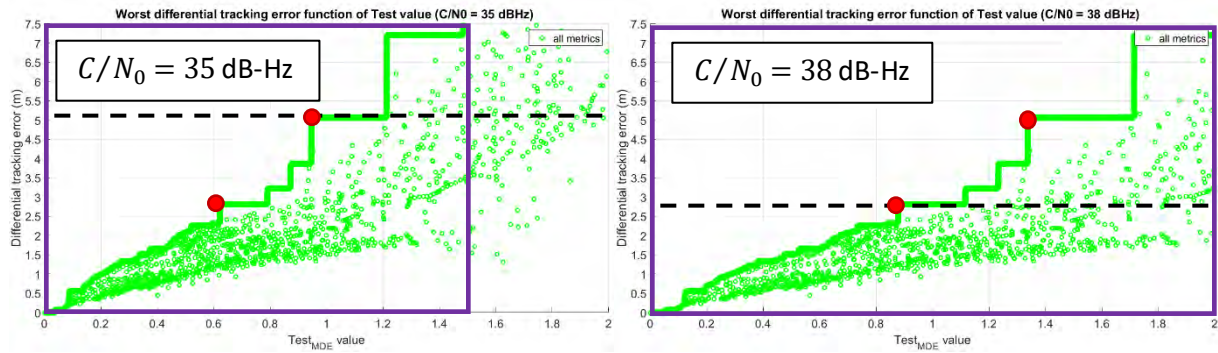 Worst differential tracking error function of Test value (C/N0 = 35 dBHz)
C/N₀ = 35 dB-Hz
all metrics
Differential tracking error (m)
7.5
7
6.5
6
5.5
5
4.5
4
3.5
3
2.5
2
1.5
1
0.5
0
0 0.2 0.4 0.6 0.8 1 1.2 1.4 1.6 1.8 2
Test_MDE value
Worst differential tracking error function of Test value (C/N0 = 38 dBHz)
C/N₀ = 38 dB-Hz
all metrics
Differential tracking error (m)
7.5
7
6.5
6
5.5
5
4.5
4
3.5
3
2.5
2
1.5
1
0.5
0
0 0.2 0.4 0.6 0.8 1 1.2 1.4 1.6 1.8 2
Test_MDE value